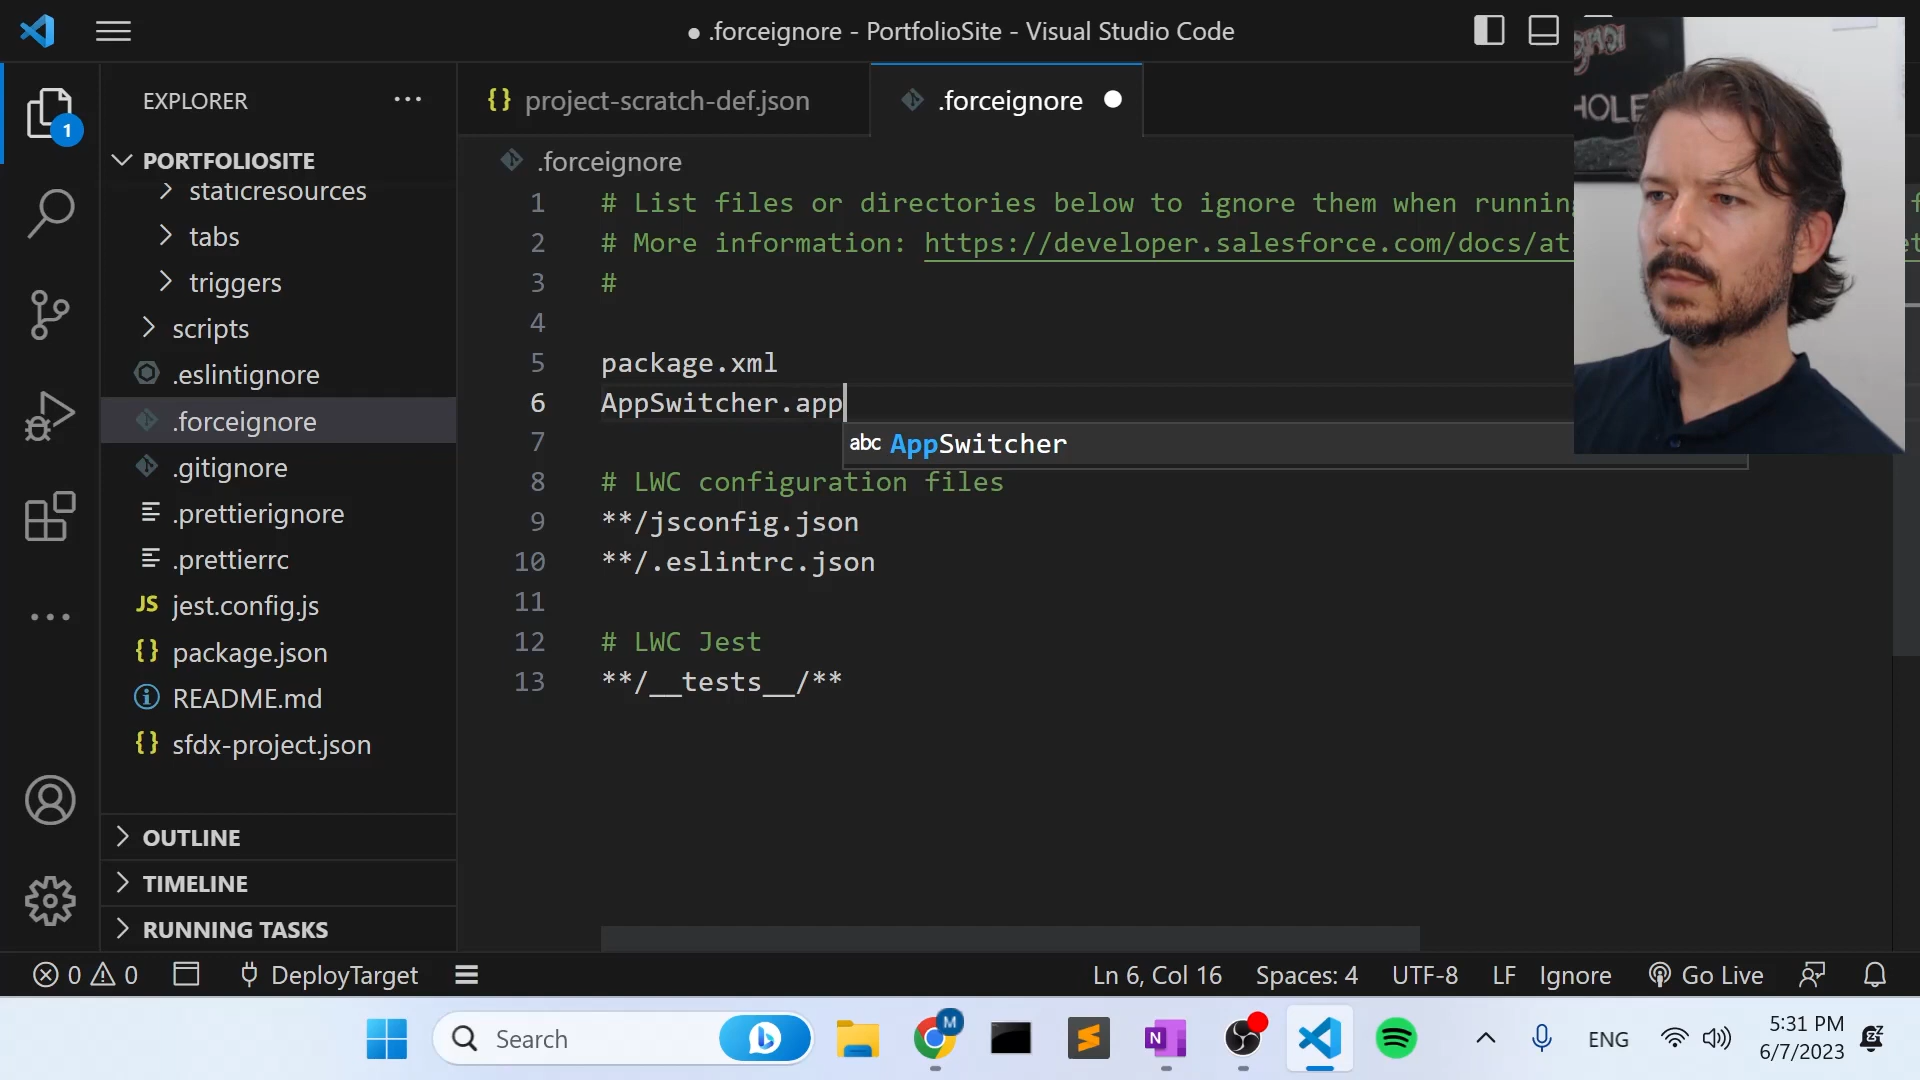 ● .forceignore - PortfolioSite - Visual Studio Code
EXPLORER
PORTFOLIOSITE
staticresources
tabs
triggers
scripts
.eslintignore
.forceignore
.gitignore
.prettierignore
.prettierrc
JS jest.config.js
{} package.json
README.md
{} sfdx-project.json
OUTLINE
TIMELINE
RUNNING TASKS
1
{} project-scratch-def.json
.forceignore
.forceignore
1 # List files or directories below to ignore them when running
2 # More information: https://developer.salesforce.com/docs/at
3 #
4
5 package.xml
6 AppSwitcher.app
abc AppSwitcher
7
8 # LWC configuration files
9 **/jsconfig.json
10 **/.eslintrc.json
11
12 # LWC Jest
13 **/__tests__/**
HOLE
0 0 DeployTarget Ln 6, Col 16 Spaces: 4 UTF-8 LF Ignore Go Live
Search
M
N
ENG
5:31 PM
6/7/2023